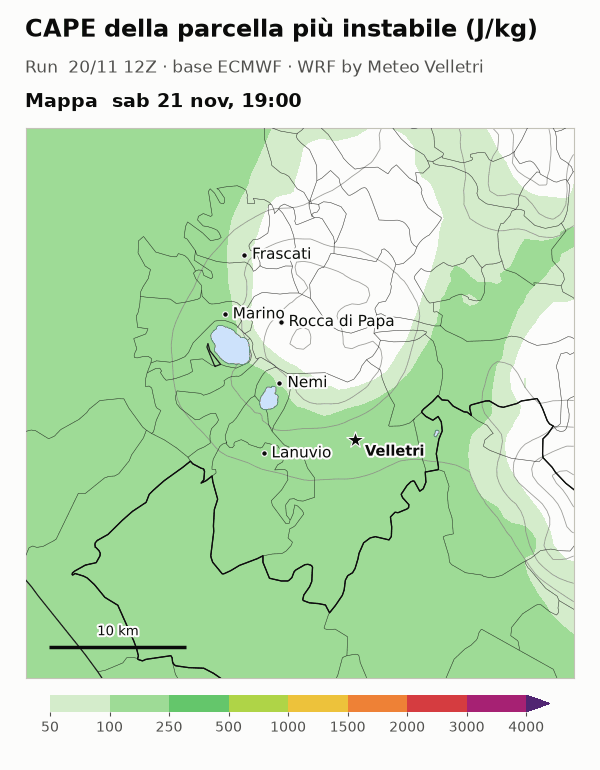 CAPE della parcella più instabile (J/kg)
Run  20/11 12Z · base ECMWF · WRF by Meteo Velletri
Mappa  sab 21 nov, 19:00
Frascati
Marino
Rocca di Papa
Nemi
Velletri
Lanuvio
10 km
50 100 250 500 1000 1500 2000 3000 4000